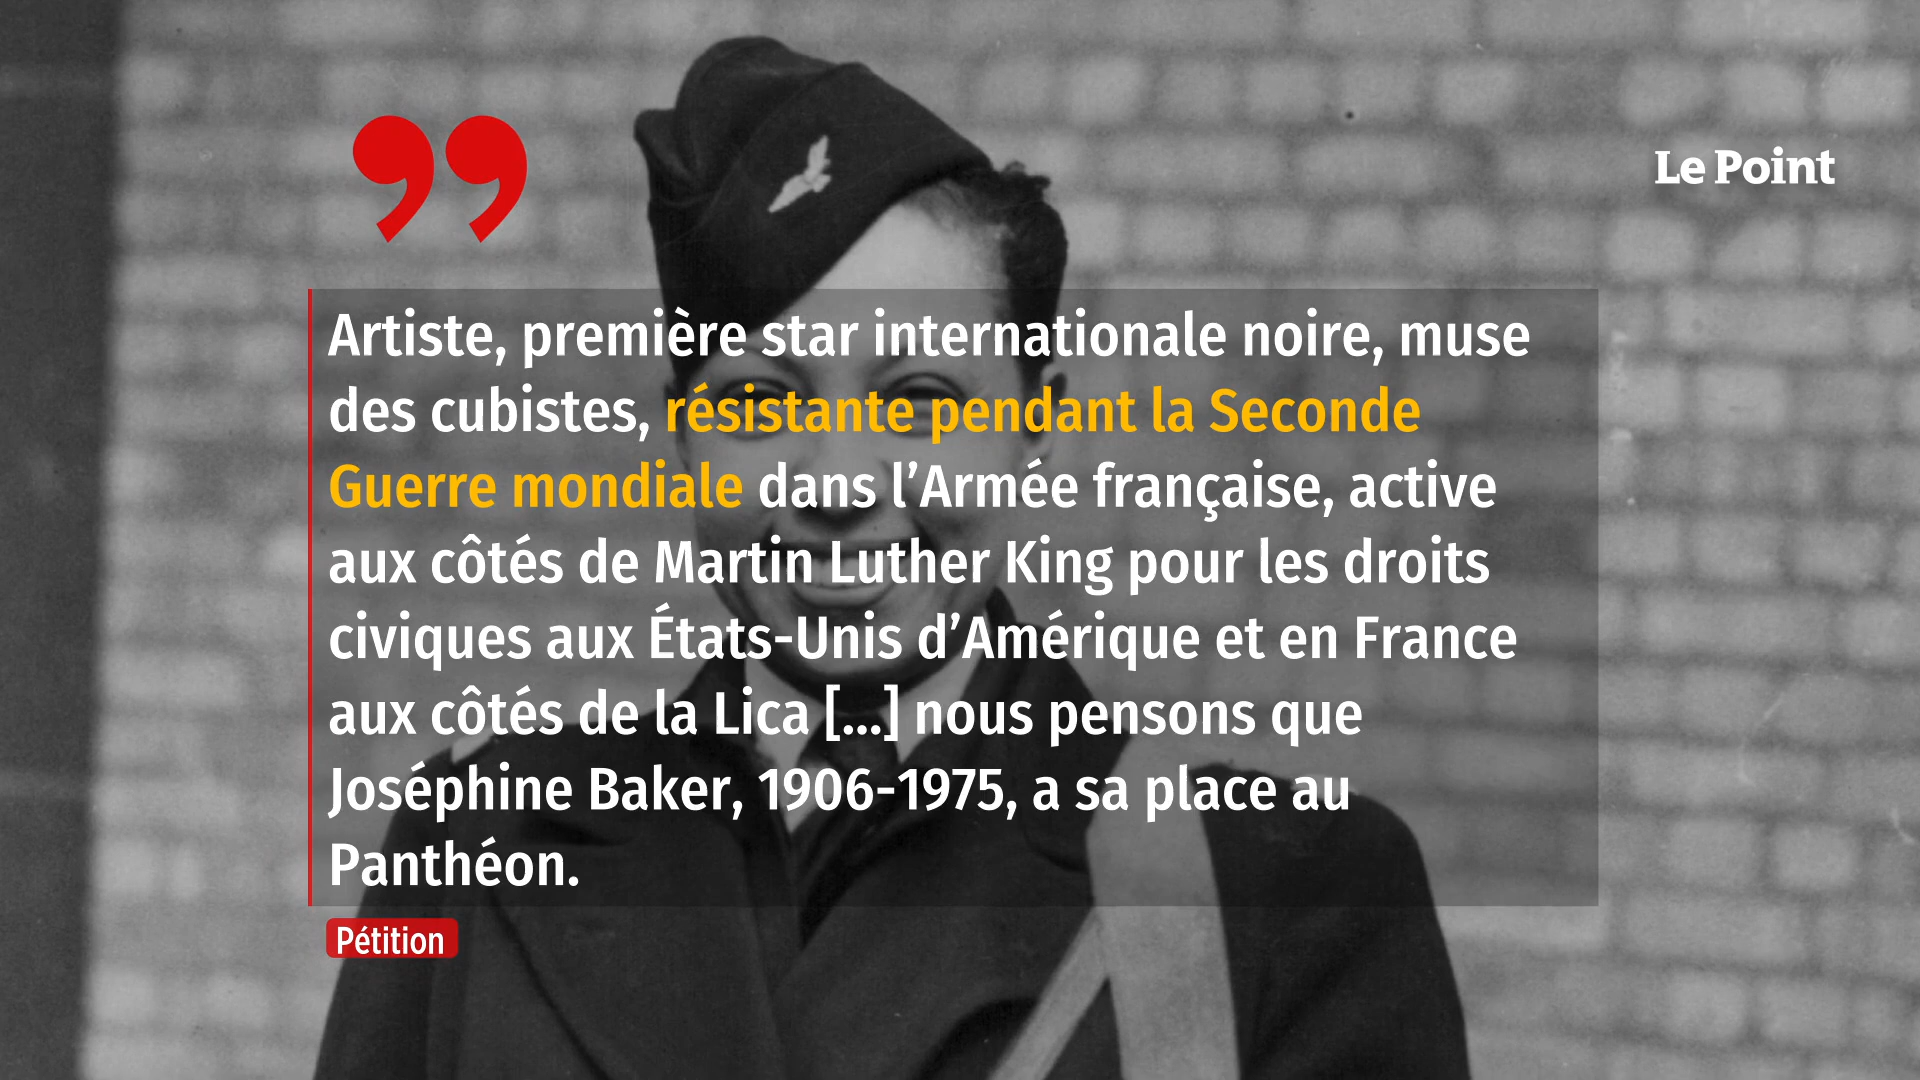 Le Point
Artiste, première star internationale noire, muse
des cubistes, résistante pendant la Seconde
Guerre mondiale dans l’Armée française, active
aux côtés de Martin Luther King pour les droits
civiques aux États-Unis d’Amérique et en France
aux côtés de la Lica [...] nous pensons que
Joséphine Baker, 1906-1975, a sa place au
Panthéon.
Pétition